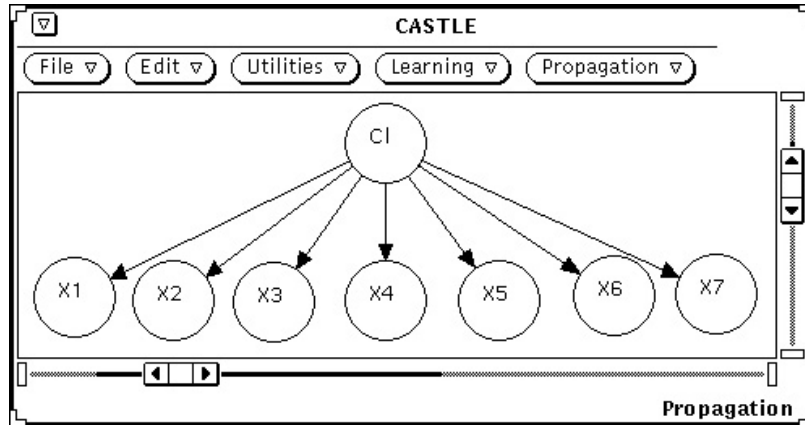 CASTLE
File Edit Utilities Learning Propagation
Cl
X1 X2 X3 X4 X5 X6 X7
Propagation